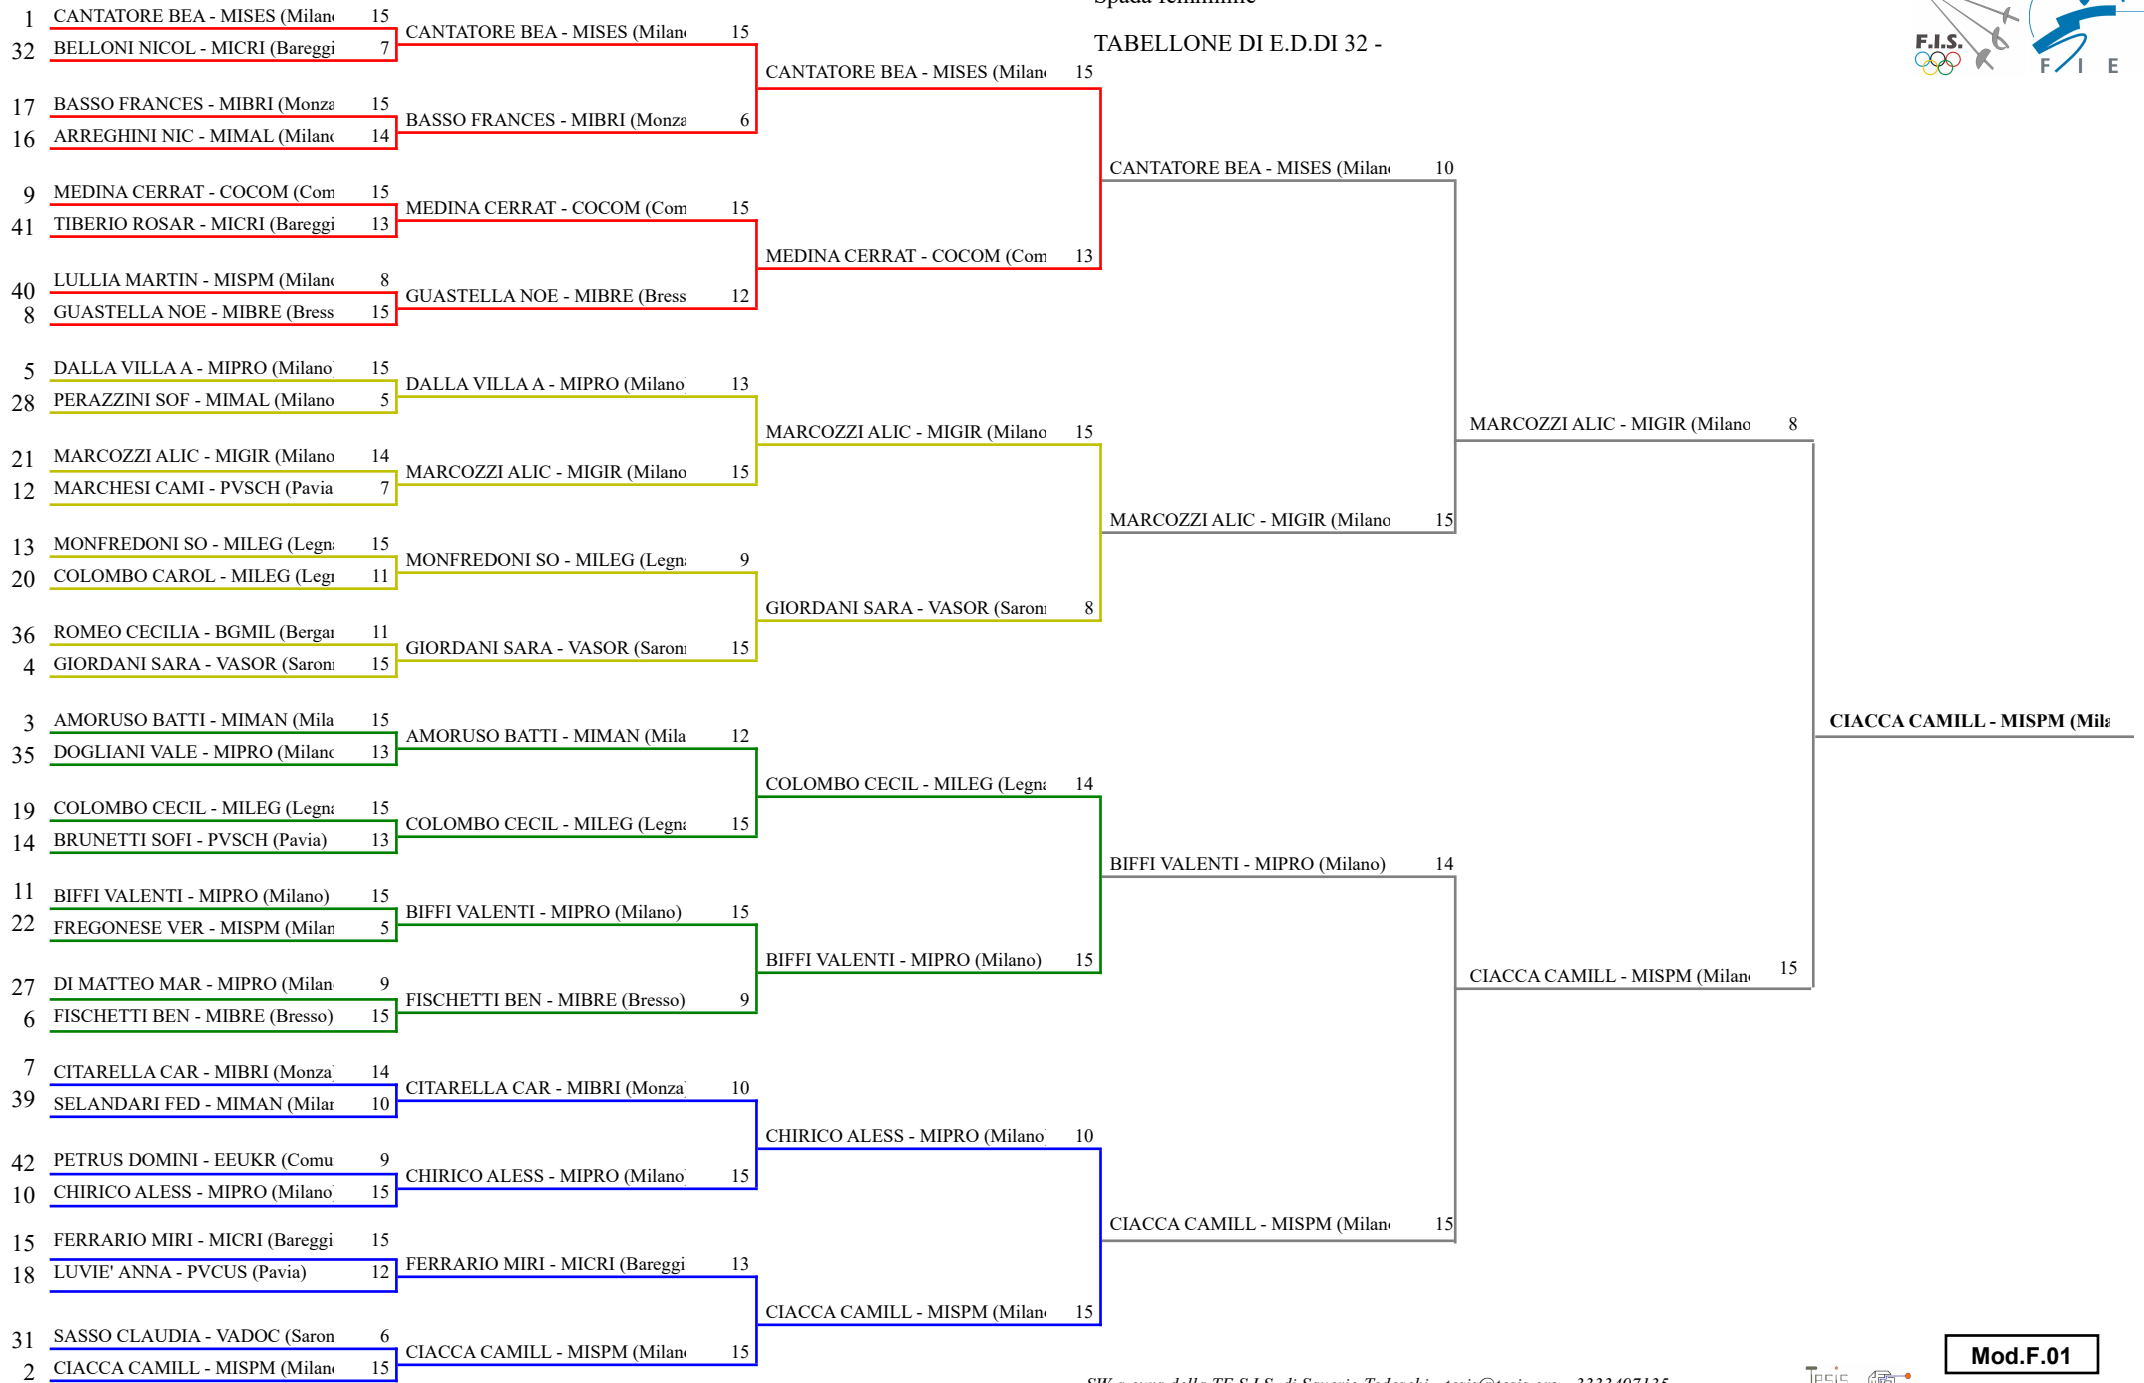 Spada femminile
TABELLONE DI E.D.DI 32 -
F.I.S.
F I E
1 CANTATORE BEA - MISES (Milan 15
32 BELLONI NICOL - MICRI (Bareggi 7
17 BASSO FRANCES - MIBRI (Monza 15
16 ARREGHINI NIC - MIMAL (Milan 14
9 MEDINA CERRAT - COCOM (Com 15
41 TIBERIO ROSAR - MICRI (Bareggi 13
40 LULLIA MARTIN - MISPM (Milan 8
8 GUASTELLA NOE - MIBRE (Bress 15
5 DALLA VILLA A - MIPRO (Milano 15
28 PERAZZINI SOF - MIMAL (Milano 5
21 MARCOZZI ALIC - MIGIR (Milano 14
12 MARCHESI CAMI - PVSCH (Pavia 7
13 MONFREDONI SO - MILEG (Legn 15
20 COLOMBO CAROL - MILEG (Leg 11
36 ROMEO CECILIA - BGMIL (Berga 11
4 GIORDANI SARA - VASOR (Saron 15
3 AMORUSO BATTI - MIMAN (Mila 15
35 DOGLIANI VALE - MIPRO (Milan 13
19 COLOMBO CECIL - MILEG (Legn 15
14 BRUNETTI SOFI - PVSCH (Pavia) 13
11 BIFFI VALENTI - MIPRO (Milano) 15
22 FREGONESE VER - MISPM (Milan 5
27 DI MATTEO MAR - MIPRO (Milan 9
6 FISCHETTI BEN - MIBRE (Bresso) 15
7 CITARELLA CAR - MIBRI (Monza 14
39 SELANDARI FED - MIMAN (Milan 10
42 PETRUS DOMINI - EEUKR (Comu 9
10 CHIRICO ALESS - MIPRO (Milano 15
15 FERRARIO MIRI - MICRI (Bareggi 15
18 LUVIE' ANNA - PVCUS (Pavia) 12
31 SASSO CLAUDIA - VADOC (Saron 6
2 CIACCA CAMILL - MISPM (Milan 15
CANTATORE BEA - MISES (Milan 15
BASSO FRANCES - MIBRI (Monza 6
MEDINA CERRAT - COCOM (Com 15
GUASTELLA NOE - MIBRE (Bress 12
DALLA VILLA A - MIPRO (Milano 13
MARCOZZI ALIC - MIGIR (Milano 15
MONFREDONI SO - MILEG (Legn 9
GIORDANI SARA - VASOR (Saron 15
AMORUSO BATTI - MIMAN (Mila 12
COLOMBO CECIL - MILEG (Legn 15
BIFFI VALENTI - MIPRO (Milano) 15
FISCHETTI BEN - MIBRE (Bresso) 9
CITARELLA CAR - MIBRI (Monza 10
CHIRICO ALESS - MIPRO (Milano 15
FERRARIO MIRI - MICRI (Bareggi 13
CIACCA CAMILL - MISPM (Milan 15
CANTATORE BEA - MISES (Milan 15
MEDINA CERRAT - COCOM (Com 13
MARCOZZI ALIC - MIGIR (Milano 15
GIORDANI SARA - VASOR (Saron 8
COLOMBO CECIL - MILEG (Legna 14
BIFFI VALENTI - MIPRO (Milano) 15
CHIRICO ALESS - MIPRO (Milano 10
CIACCA CAMILL - MISPM (Milan 15
CANTATORE BEA - MISES (Milan 10
MARCOZZI ALIC - MIGIR (Milano 15
BIFFI VALENTI - MIPRO (Milano) 14
CIACCA CAMILL - MISPM (Milan 15
MARCOZZI ALIC - MIGIR (Milano 8
CIACCA CAMILL - MISPM (Milan 15
CIACCA CAMILL - MISPM (Mila
SW a cura della TE.S.I.S. di Saverio Tedeschi - tesis@tesis.org - 3333407135
Tesis
Mod.F.01